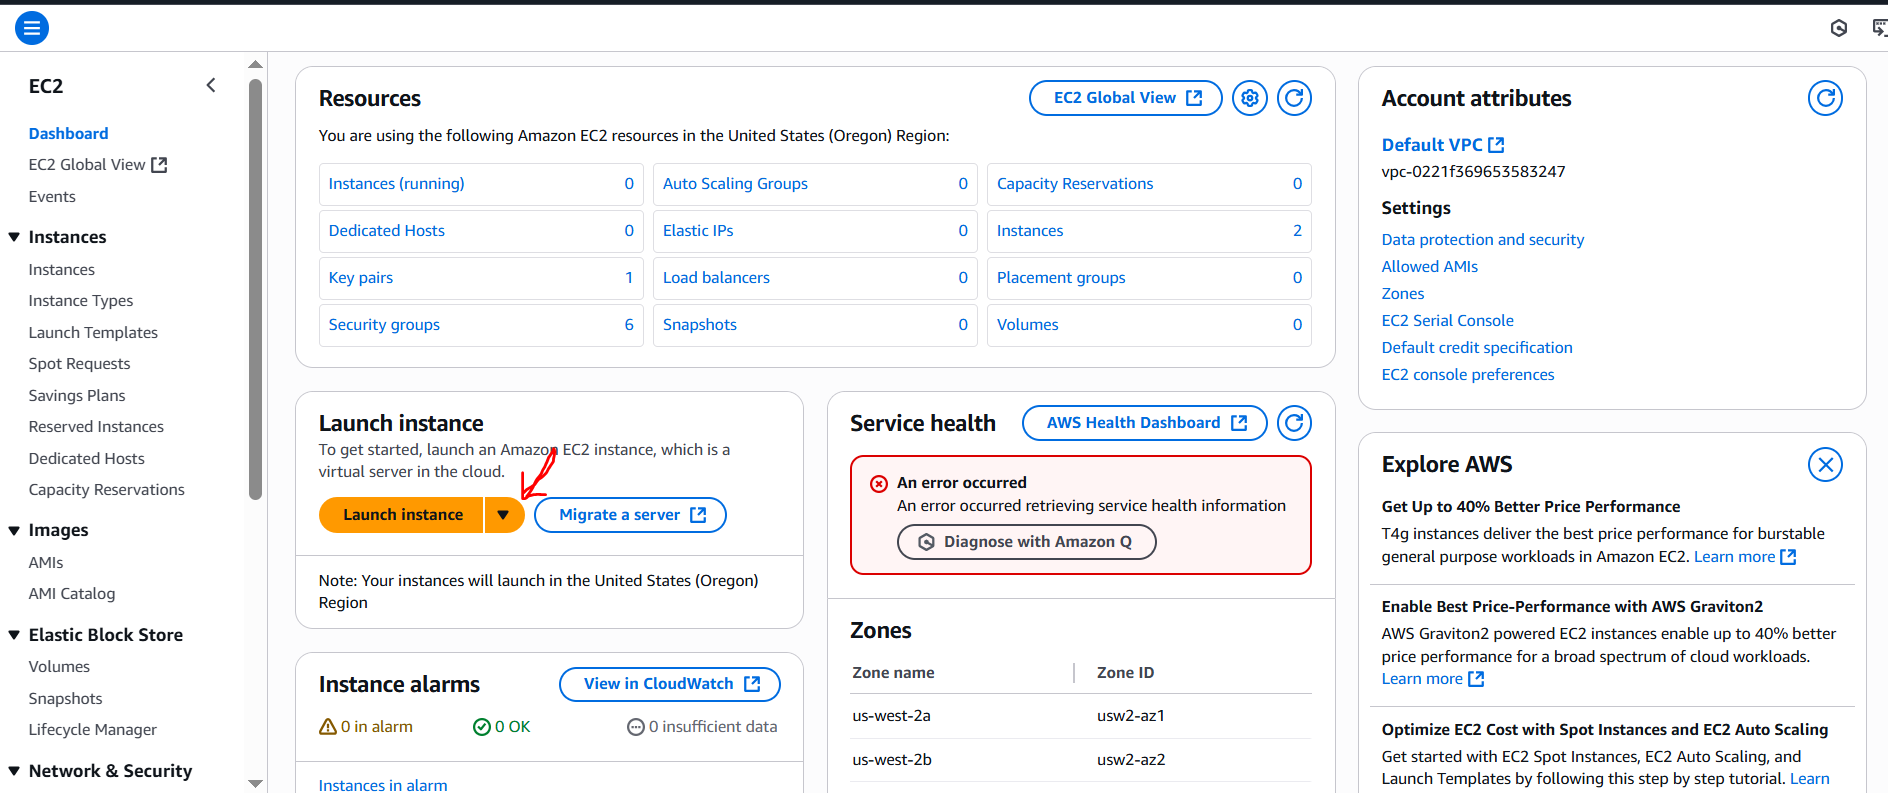 EC2
Dashboard
EC2 Global View
Events
Instances
Instances
Instance Types
Launch Templates
Spot Requests
Savings Plans
Reserved Instances
Dedicated Hosts
Capacity Reservations
Images
AMIs
AMI Catalog
Elastic Block Store
Volumes
Snapshots
Lifecycle Manager
Network & Security
Resources
EC2 Global View
You are using the following Amazon EC2 resources in the United States (Oregon) Region:
Instances (running) 0
Auto Scaling Groups 0
Capacity Reservations 0
Dedicated Hosts 0
Elastic IPs 0
Instances 2
Key pairs 1
Load balancers 0
Placement groups 0
Security groups 6
Snapshots 0
Volumes 0
Launch instance
To get started, launch an Amazon EC2 instance, which is a
virtual server in the cloud.
Launch instance
Migrate a server
Note: Your instances will launch in the United States (Oregon)
Region
Instance alarms
View in CloudWatch
0 in alarm
0 OK
0 insufficient data
Instances in alarm
Service health
AWS Health Dashboard
An error occurred
An error occurred retrieving service health information
Diagnose with Amazon Q
Zones
Zone name Zone ID
us-west-2a usw2-az1
us-west-2b usw2-az2
Account attributes
Default VPC
vpc-0221f369653583247
Settings
Data protection and security
Allowed AMIs
Zones
EC2 Serial Console
Default credit specification
EC2 console preferences
Explore AWS
Get Up to 40% Better Price Performance
T4g instances deliver the best price performance for burstable
general purpose workloads in Amazon EC2. Learn more
Enable Best Price-Performance with AWS Graviton2
AWS Graviton2 powered EC2 instances enable up to 40% better
price performance for a broad spectrum of cloud workloads.
Learn more
Optimize EC2 Cost with Spot Instances and EC2 Auto Scaling
Get started with EC2 Spot Instances, EC2 Auto Scaling, and
Launch Templates by following this step by step tutorial. Learn